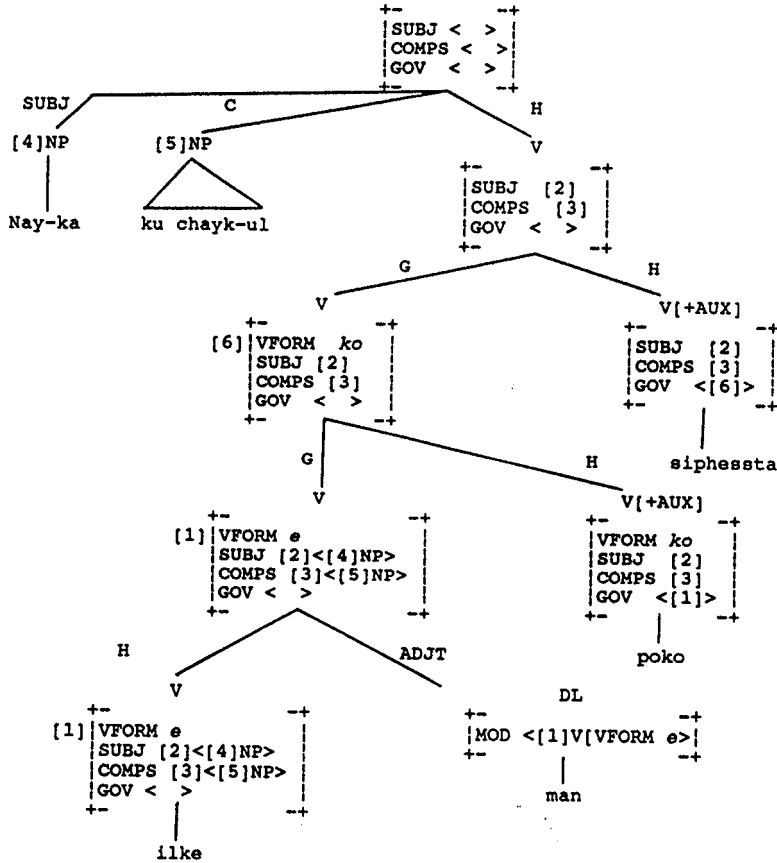 SUBJ < >
COMPS < >
GOV < >
SUBJ C H
[4]NP [5]NP V
Nay-ka ku chayk-ul
SUBJ [2]
COMPS [3]
GOV < >
G H
V V[+AUX]
[6] VFORM ko
SUBJ [2]
COMPS [3]
GOV < >
SUBJ [2]
COMPS [3]
GOV <[6]>
siphessta
G H
V V[+AUX]
[1] VFORM e
SUBJ [2]<[4]NP>
COMPS [3]<[5]NP>
GOV < >
VFORM ko
SUBJ [2]
COMPS [3]
GOV <[1]>
poko
H ADJT
V DL
[1] VFORM e
SUBJ [2]<[4]NP>
COMPS [3]<[5]NP>
GOV < >
MOD <[1]V[VFORM e>
man
ilke